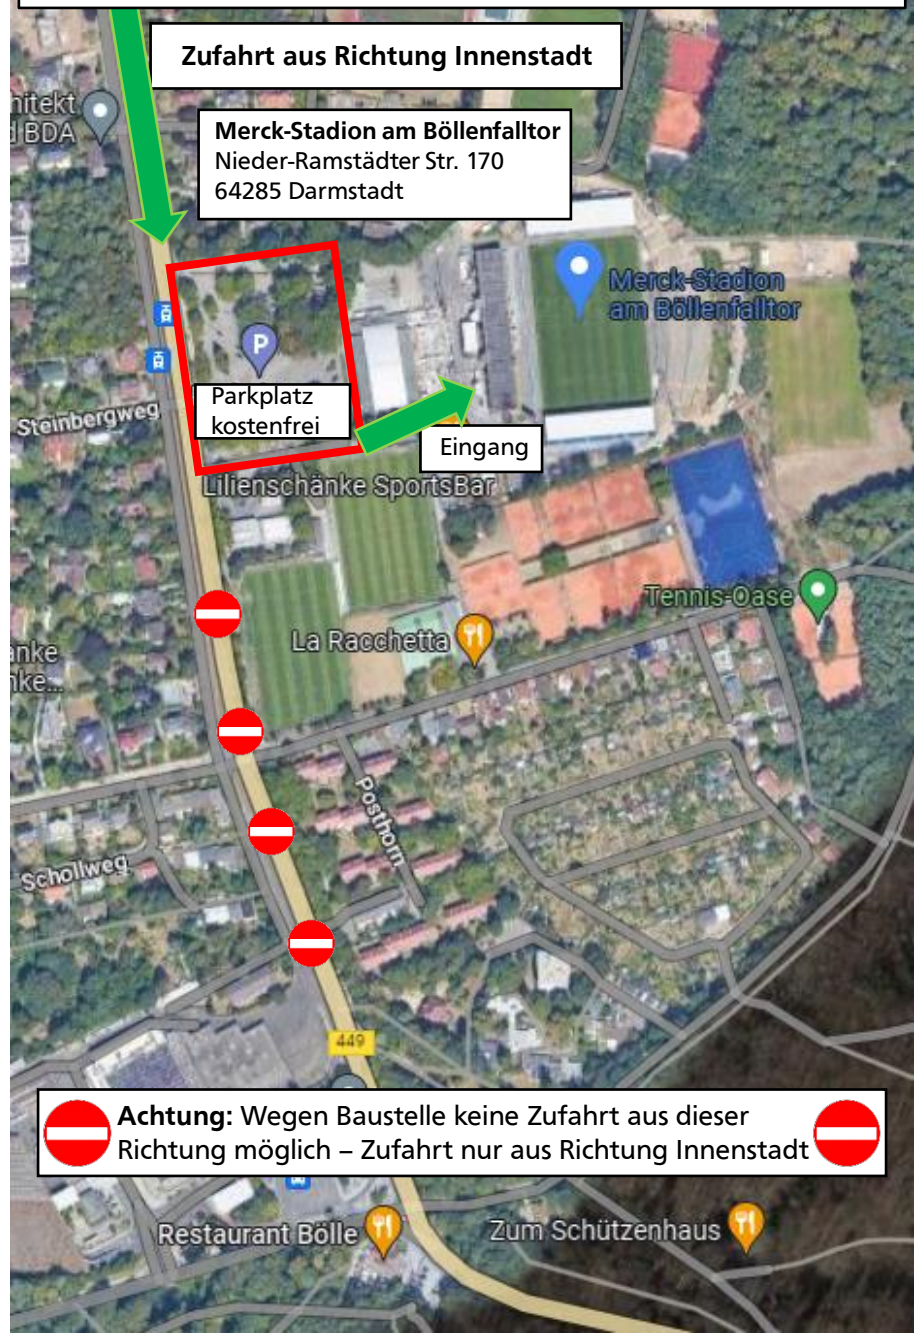 Zufahrt aus Richtung Innenstadt
BDA
Merck-Stadion am Böllenfalltor
Nieder-Ramstädter Str. 170
64285 Darmstadt
Merck-Stadion
am Böllenfalltor
P
Parkplatz
kostenfrei
Steinbergweg
Eingang
Lilienschänke SportsBar
Tennis-Oase
La Racchetta
Posthorn
Schollweg
449
Achtung: Wegen Baustelle keine Zufahrt aus dieser
Richtung möglich – Zufahrt nur aus Richtung Innenstadt
Restaurant Bölle
Zum Schützenhaus